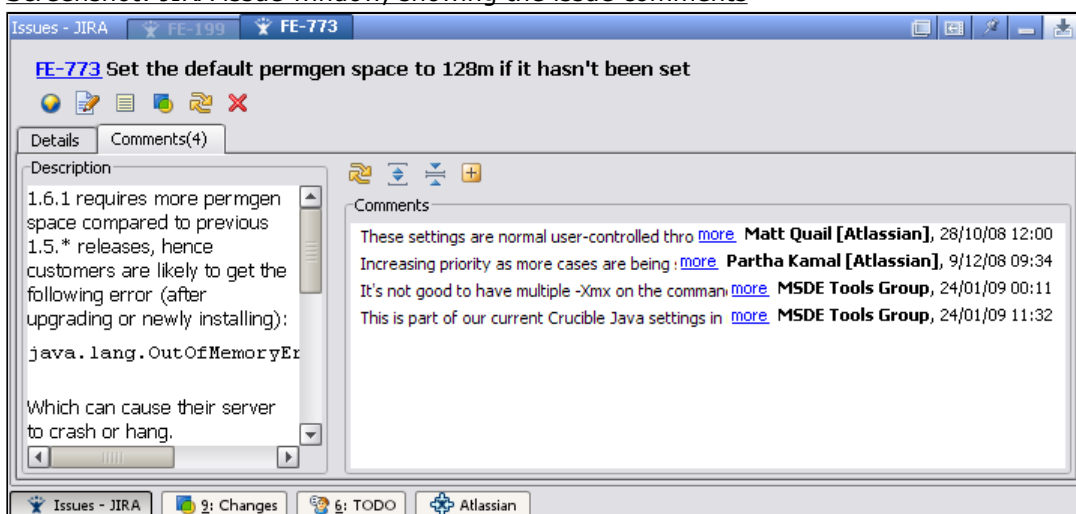 Screenshot: JIRA issue window, showing the issue comments
Issues - JIRA FE-199 FE-773
FE-773 Set the default permgen space to 128m if it hasn't been set
Details Comments(4)
Description
1.6.1 requires more permgen
space compared to previous
1.5.* releases, hence
customers are likely to get the
following error (after
upgrading or newly installing):
java.lang.OutOfMemoryEr
Which can cause their server
to crash or hang.
Comments
These settings are normal user-controlled thro more Matt Quail [Atlassian], 28/10/08 12:00
Increasing priority as more cases are being more Partha Kamal [Atlassian], 9/12/08 09:34
It's not good to have multiple -Xmx on the comman more MSDE Tools Group, 24/01/09 00:11
This is part of our current Crucible Java settings in more MSDE Tools Group, 24/01/09 11:32
Issues - JIRA 9: Changes 6: TODO Atlassian